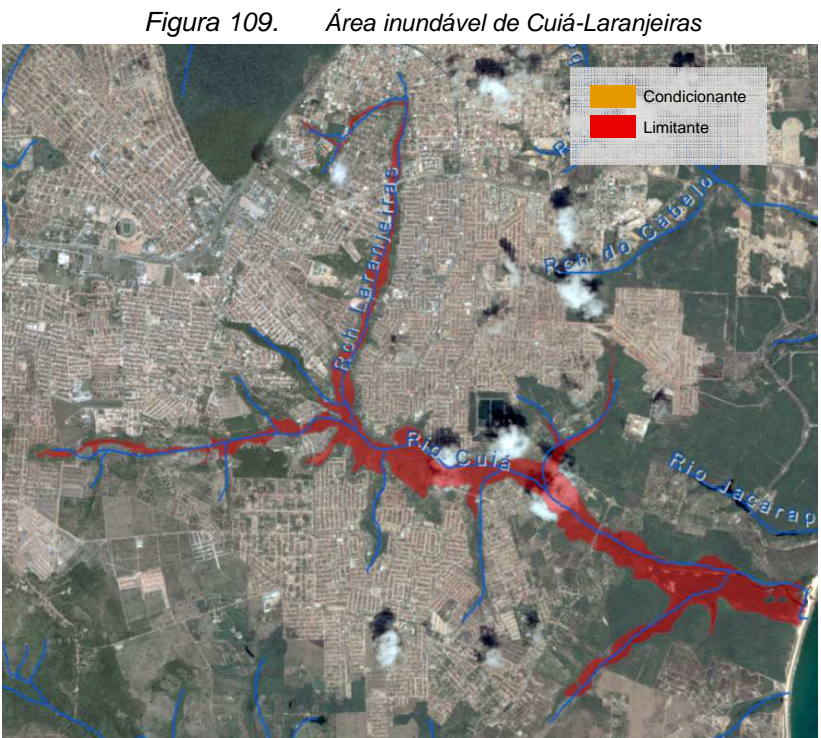 Figura 109. Área inundável de Cuiá-Laranjeiras
Condicionante
Limitante
Rch Laranjeiras
Rch do Cabelo
Rio Cuiá
Rio Jacarap